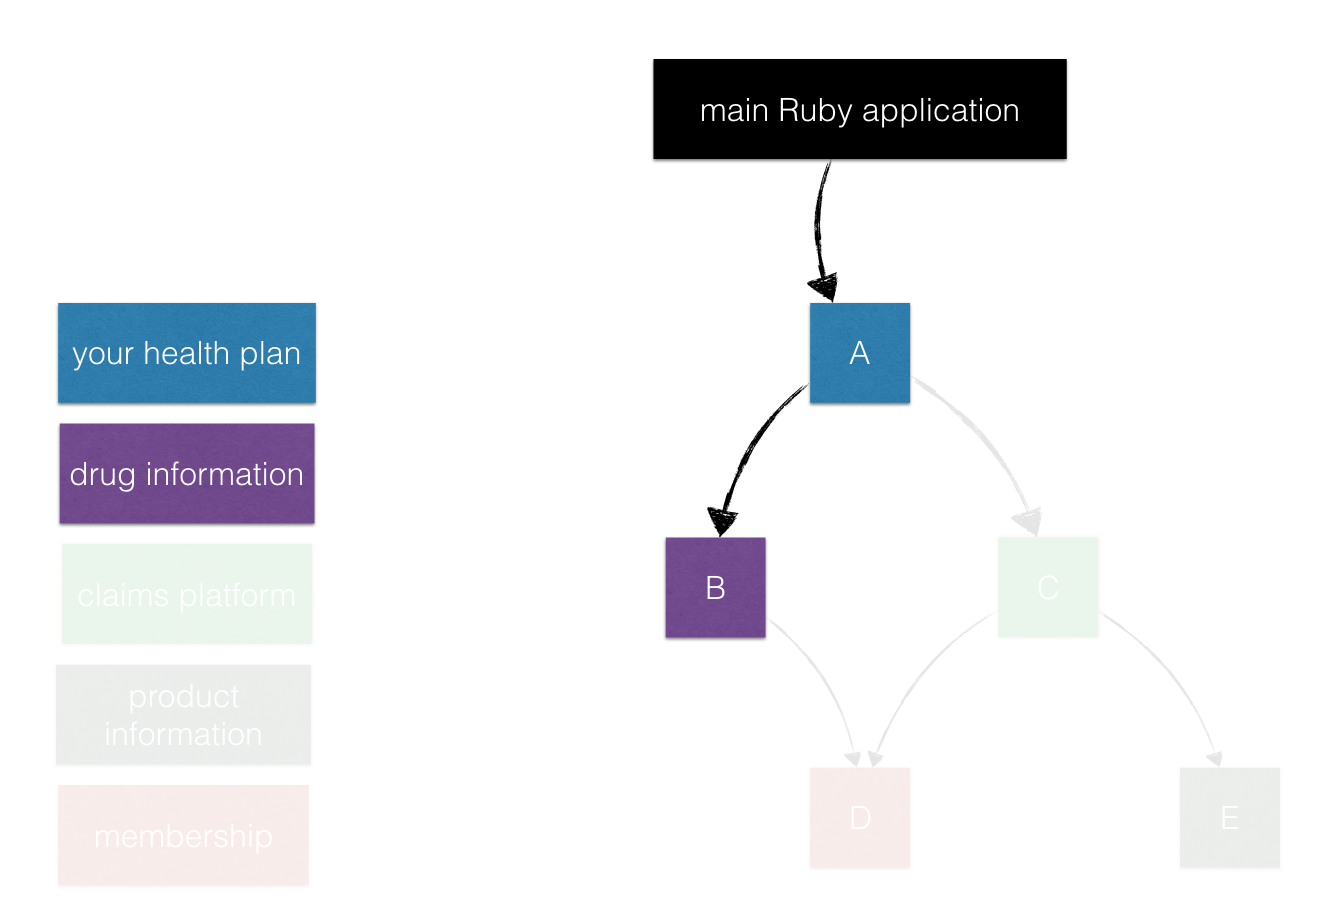 main Ruby application
your health plan
drug information
claims platform
product
information
membership
A
B
C
D
E